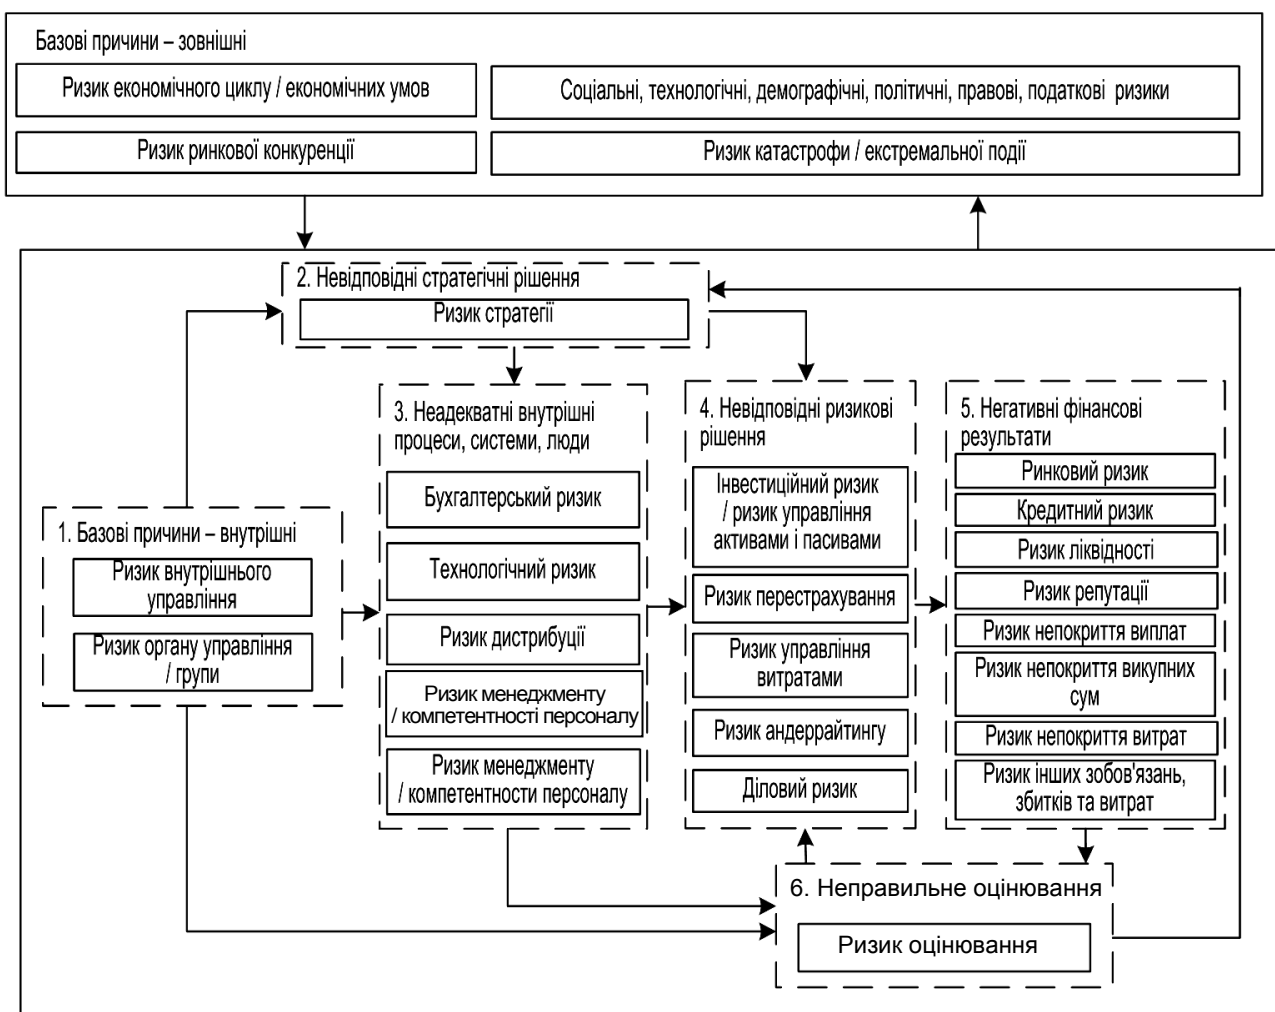 Базові причини – зовнішні
Ризик економічного циклу / економічних умов
Соціальні, технологічні, демографічні, політичні, правові, податкові ризики
Ризик ринкової конкуренції
Ризик катастрофи / екстремальної події
2. Невідповідні стратегічні рішення
Ризик стратегії
1. Базові причини – внутрішні
Ризик внутрішнього
управління
Ризик органу управління
/ групи
3. Неадекватні внутрішні
процеси, системи, люди
Бухгалтерський ризик
Технологічний ризик
Ризик дистрибуції
Ризик менеджменту
/ компетентності персоналу
Ризик менеджменту
/ компетентности персоналу
4. Невідповідні ризикові
рішення
Інвестиційний ризик
/ ризик управління
активами і пасивами
Ризик перестрахування
Ризик управління
витратами
Ризик андеррайтингу
Діловий ризик
5. Негативні фінансові
результати
Ринковий ризик
Кредитний ризик
Ризик ліквідності
Ризик репутації
Ризик непокриття виплат
Ризик непокриття викупних
сум
Ризик непокриття витрат
Ризик інших зобов'язань,
збитків та витрат
6. Неправильне оцінювання
Ризик оцінювання